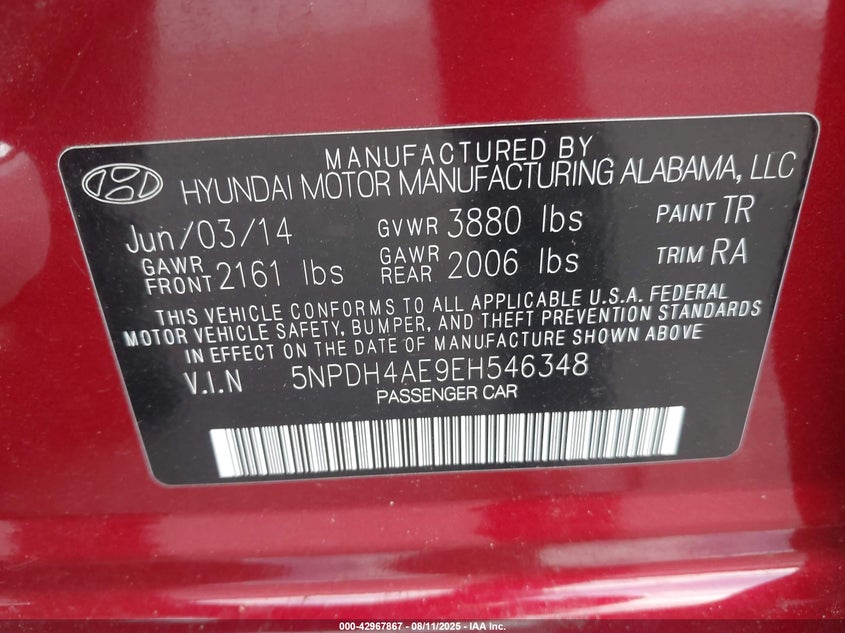 MANUFACTURED BY
HYUNDAI MOTOR MANUFACTURING ALABAMA, LLC
Jun/03/14 GVWR 3880 lbs PAINT TR
GAWR FRONT 2161 lbs GAWR REAR 2006 lbs TRIM RA
THIS VEHICLE CONFORMS TO ALL APPLICABLE U.S.A. FEDERAL
MOTOR VEHICLE SAFETY, BUMPER, AND THEFT PREVENTION STANDARDS
IN EFFECT ON THE DATE OF MANUFACTURE SHOWN ABOVE
V.I.N 5NPDH4AE9EH546348
PASSENGER CAR
000-42967867 - 08/11/2025 - IAA Inc.